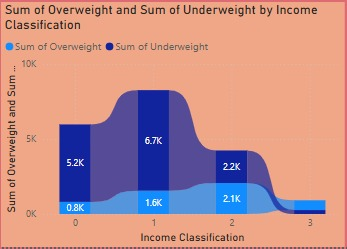 Sum of Overweight and Sum of Underweight by Income
Classification
Sum of Overweight Sum of Underweight
Sum of Overweight and Sum ...
10K
5K
0K
5.2K
0.8K
6.7K
1.6K
2.2K
2.1K
0 1 2 3
Income Classification